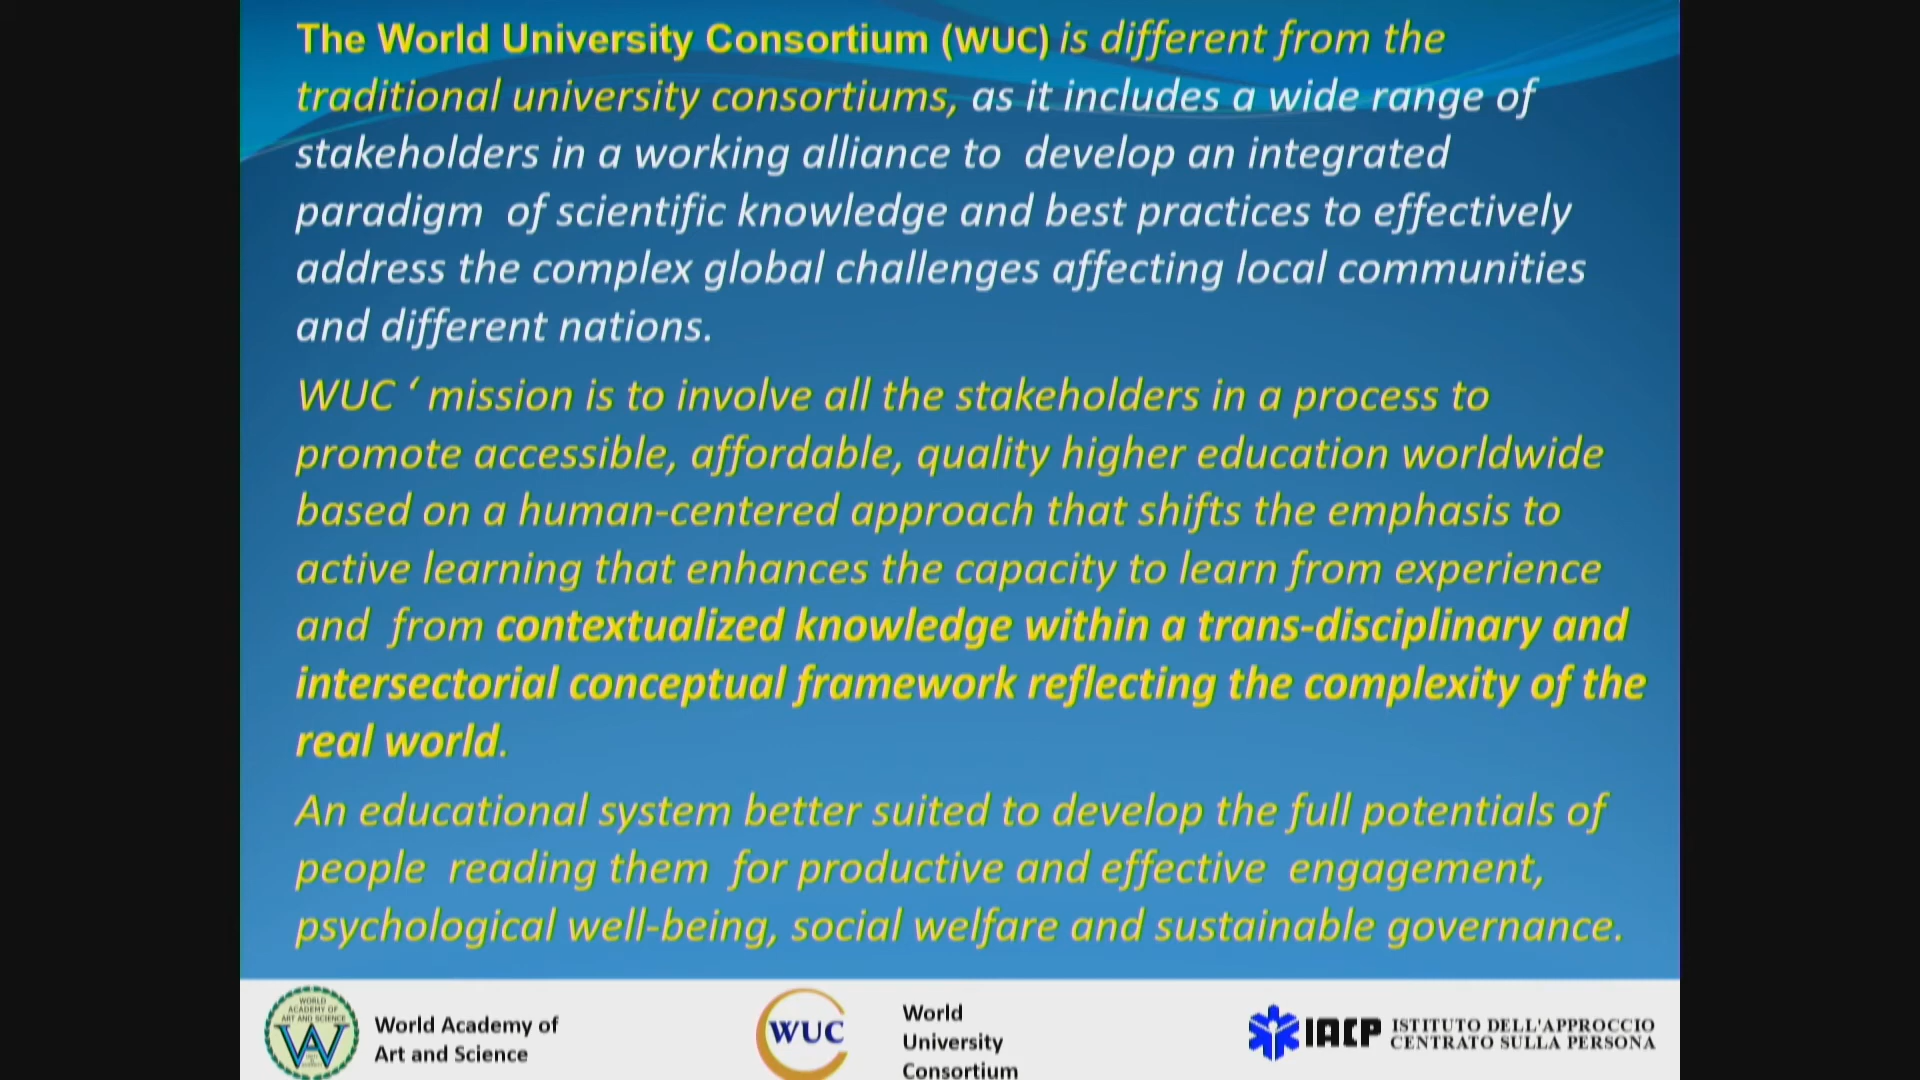 The World University Consortium (WUC) is different from the
traditional university consortiums, as it includes a wide range of
stakeholders in a working alliance to develop an integrated
paradigm of scientific knowledge and best practices to effectively
address the complex global challenges affecting local communities
and different nations.
WUC ‘ mission is to involve all the stakeholders in a process to
promote accessible, affordable, quality higher education worldwide
based on a human-centered approach that shifts the emphasis to
active learning that enhances the capacity to learn from experience
and from contextualized knowledge within a trans-disciplinary and
intersectorial conceptual framework reflecting the complexity of the
real world.
An educational system better suited to develop the full potentials of
people reading them for productive and effective engagement,
psychological well-being, social welfare and sustainable governance.
WORLD
ACADEMY OF
ART AND SCIENCE
World Academy of
Art and Science
WUC
World
University
Consortium
IACP
ISTITUTO DELL'APPROCCIO
CENTRATO SULLA PERSONA